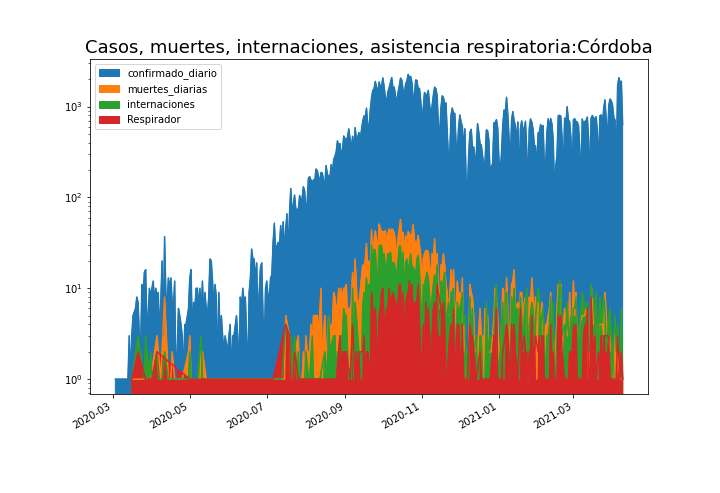 Casos, muertes, internaciones, asistencia respiratoria:Córdoba
confirmado_diario
muertes_diarias
internaciones
Respirador
10³
10²
10¹
10⁰
2020-03
2020-05
2020-07
2020-09
2020-11
2021-01
2021-03